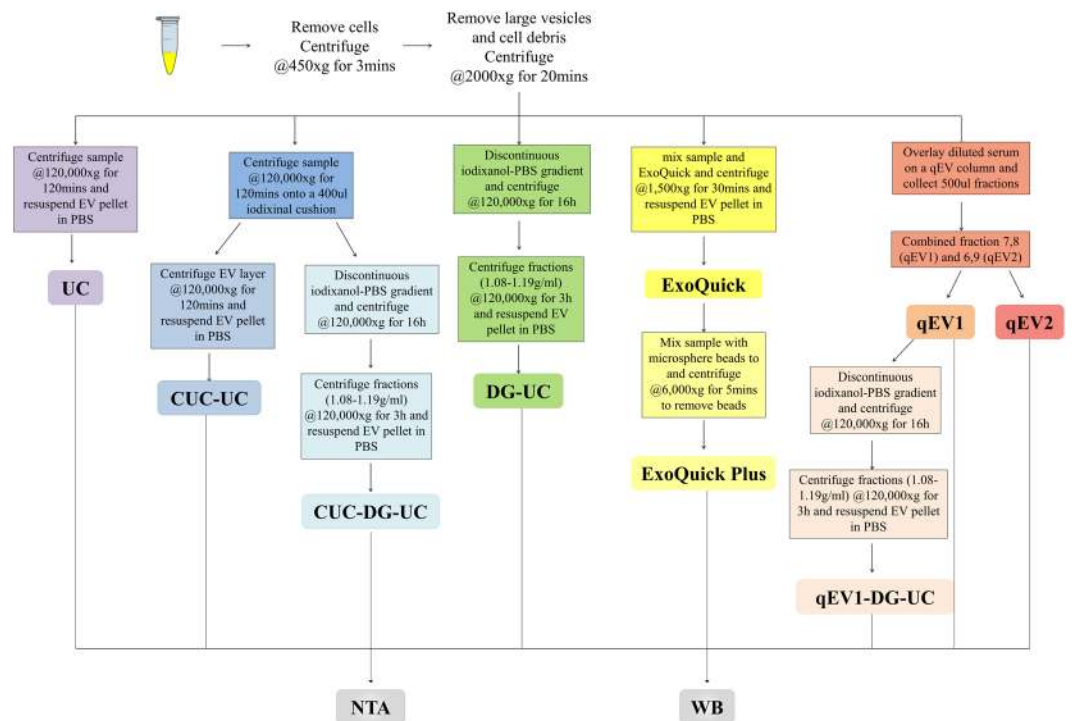 Remove cells
Centrifuge
@450xg for 3mins
Remove large vesicles
and cell debris
Centrifuge
@2000xg for 20mins
Centrifuge sample
@120,000xg for
120mins and
resuspend EV pellet
in PBS
UC
Centrifuge sample
@120,000xg for
120mins onto a 400ul
iodixinal cushion
Centrifuge EV layer
@120,000xg for
120mins and
resuspend EV pellet
in PBS
CUC-UC
Discontinuous
iodixanol-PBS gradient
and centrifuge
@120,000xg for 16h
Centrifuge fractions
(1.08-1.19g/ml)
@120,000xg for 3h and
resuspend EV pellet in
PBS
CUC-DG-UC
Discontinuous
iodixanol-PBS gradient
and centrifuge
@120,000xg for 16h
Centrifuge fractions
(1.08-1.19g/ml)
@120,000xg for 3h
and resuspend EV
pellet in PBS
DG-UC
mix sample and
ExoQuick and centrifuge
@1,500xg for 30mins and
resuspend EV pellet in
PBS
ExoQuick
Mix sample with
microsphere beads to
and centrifuge
@6,000xg for 5mins
to remove beads
ExoQuick Plus
Overlay diluted serum
on a qEV column and
collect 500ul fractions
Combined fraction 7,8
(qEV1) and 6,9 (qEV2)
qEV1
qEV2
Discontinuous
iodixanol-PBS gradient
and centrifuge
@120,000xg for 16h
Centrifuge fractions (1.08-
1.19g/ml) @120,000xg for
3h and resuspend EV pellet
in PBS
qEV1-DG-UC
NTA
WB